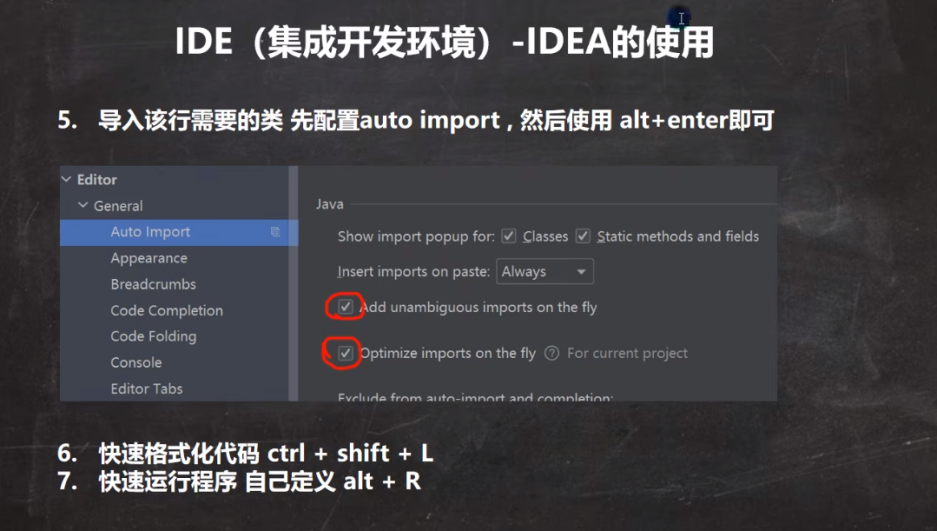 IDE（集成开发环境）-IDEA的使用
5. 导入该行需要的类 先配置auto import , 然后使用 alt+enter即可
Editor
General
Auto Import
Appearance
Breadcrumbs
Code Completion
Code Folding
Console
Editor Tabs
Java
Show import popup for: Classes Static methods and fields
Insert imports on paste: Always
Add unambiguous imports on the fly
Optimize imports on the fly ? For current project
Exclude from auto-import and completion:
6. 快速格式化代码 ctrl + shift + L
7. 快速运行程序 自己定义 alt + R